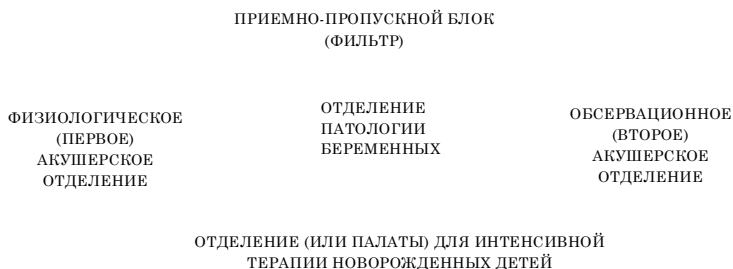 ПРИЕМНО-ПРОПУСКНОЙ БЛОК
(ФИЛЬТР)
ФИЗИОЛОГИЧЕСКОЕ
(ПЕРВОЕ)
АКУШЕРСКОЕ
ОТДЕЛЕНИЕ
ОТДЕЛЕНИЕ
ПАТОЛОГИИ
БЕРЕМЕННЫХ
ОБСЕРВАЦИОННОЕ
(ВТОРОЕ)
АКУШЕРСКОЕ
ОТДЕЛЕНИЕ
ОТДЕЛЕНИЕ (ИЛИ ПАЛАТЫ) ДЛЯ ИНТЕНСИВНОЙ
ТЕРАПИИ НОВОРОЖДЕННЫХ ДЕТЕЙ